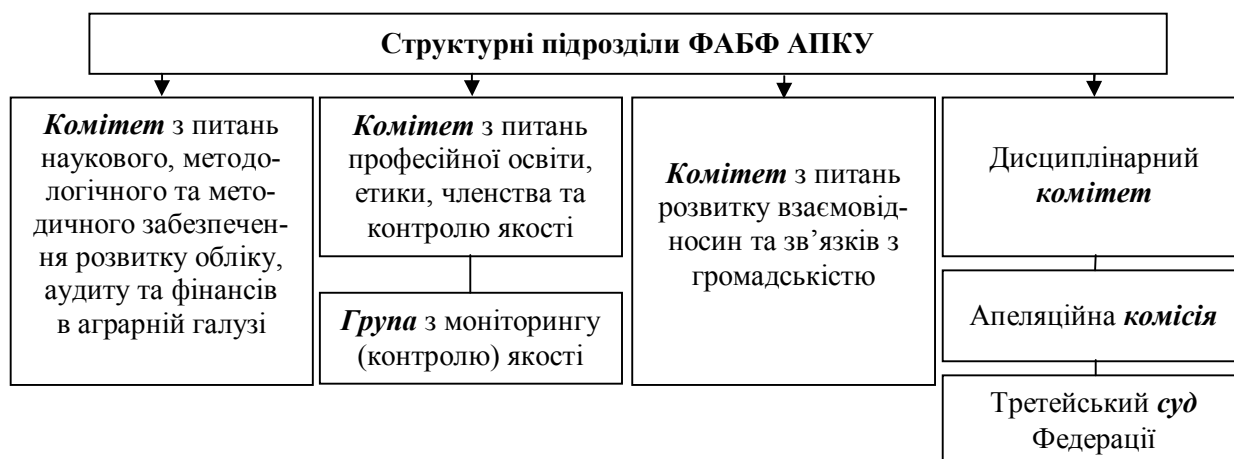 Структурні підрозділи ФАБФ АПКУ
Комітет з питань
наукового, методо-
логічного та мето-
дичного забезпечен-
ня розвитку обліку,
аудиту та фінансів
в аграрній галузі
Комітет з питань
професійної освіти,
етики, членства та
контролю якості
Група з моніторингу
(контролю) якості
Комітет з питань
розвитку взаємовід-
носин та зв’язків з
громадськістю
Дисциплінарний
комітет
Апеляційна комісія
Третейський суд
Федерації